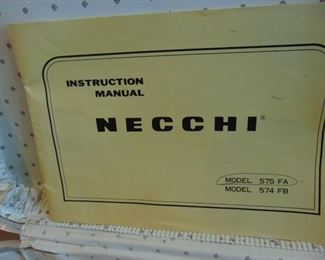 INSTRUCTION
MANUAL
NECCHI®
MODEL 575 FA
MODEL 574 FB